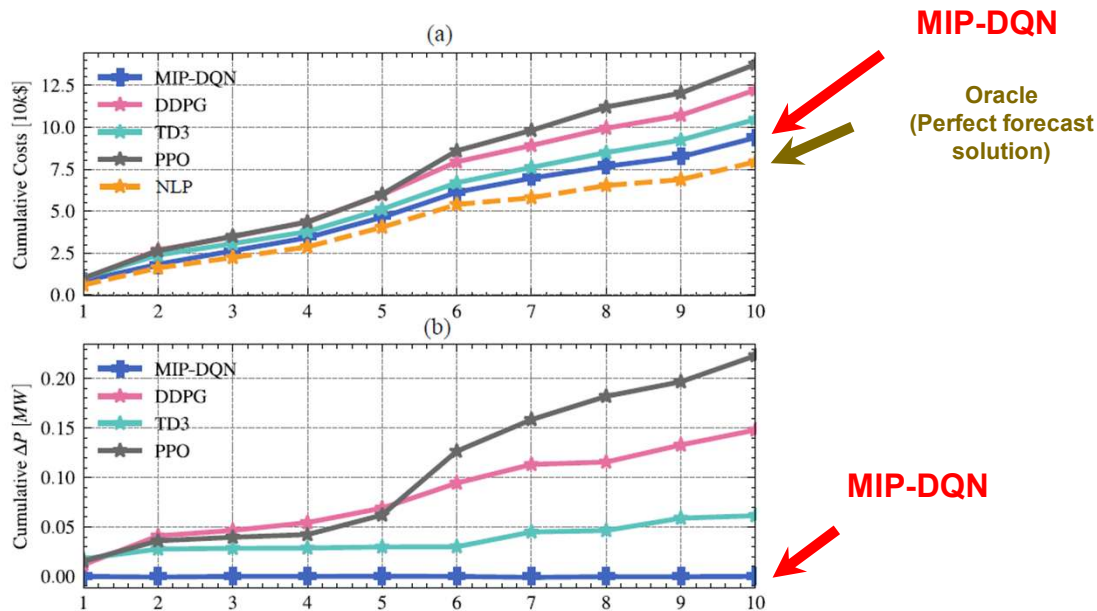 (a)
Cumulative Costs [10k$]
12.5
10.0
7.5
5.0
2.5
0.0
MIP-DQN
DDPG
TD3
PPO
NLP
1 2 3 4 5 6 7 8 9 10
MIP-DQN
Oracle
(Perfect forecast
solution)
(b)
Cumulative ΔP [MW]
0.20
0.15
0.10
0.05
0.00
MIP-DQN
DDPG
TD3
PPO
1 2 3 4 5 6 7 8 9 10
MIP-DQN